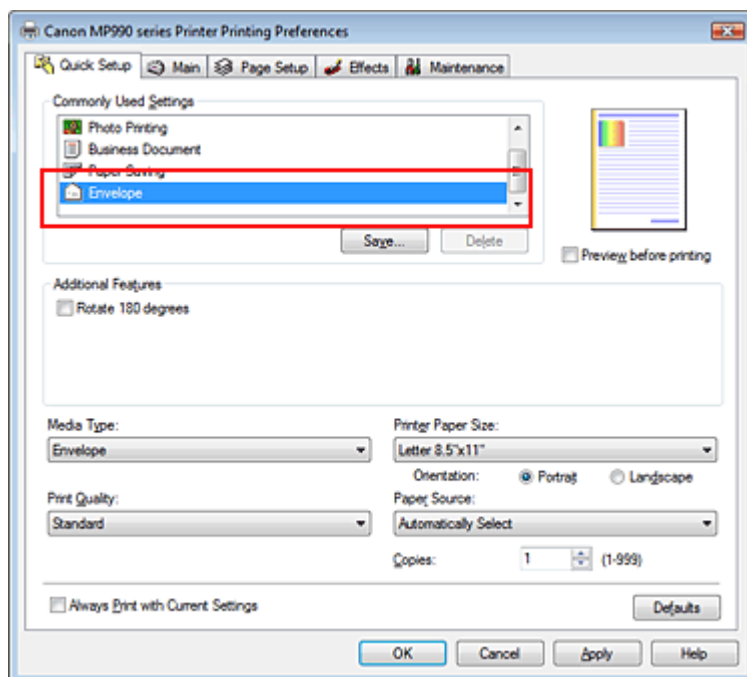 Canon MP990 series Printer Printing Preferences
Quick Setup Main Page Setup Effects Maintenance
Commonly Used Settings
Photo Printing
Business Document
Paper Saving
Envelope
Save... Delete
Preview before printing
Additional Features
Rotate 180 degrees
Media Type: Printer Paper Size:
Envelope Letter 8.5"x11"
Orientation: Portrait Landscape
Print Quality: Paper Source:
Standard Automatically Select
Copies: 1 (1-999)
Always Print with Current Settings Defaults
OK Cancel Apply Help